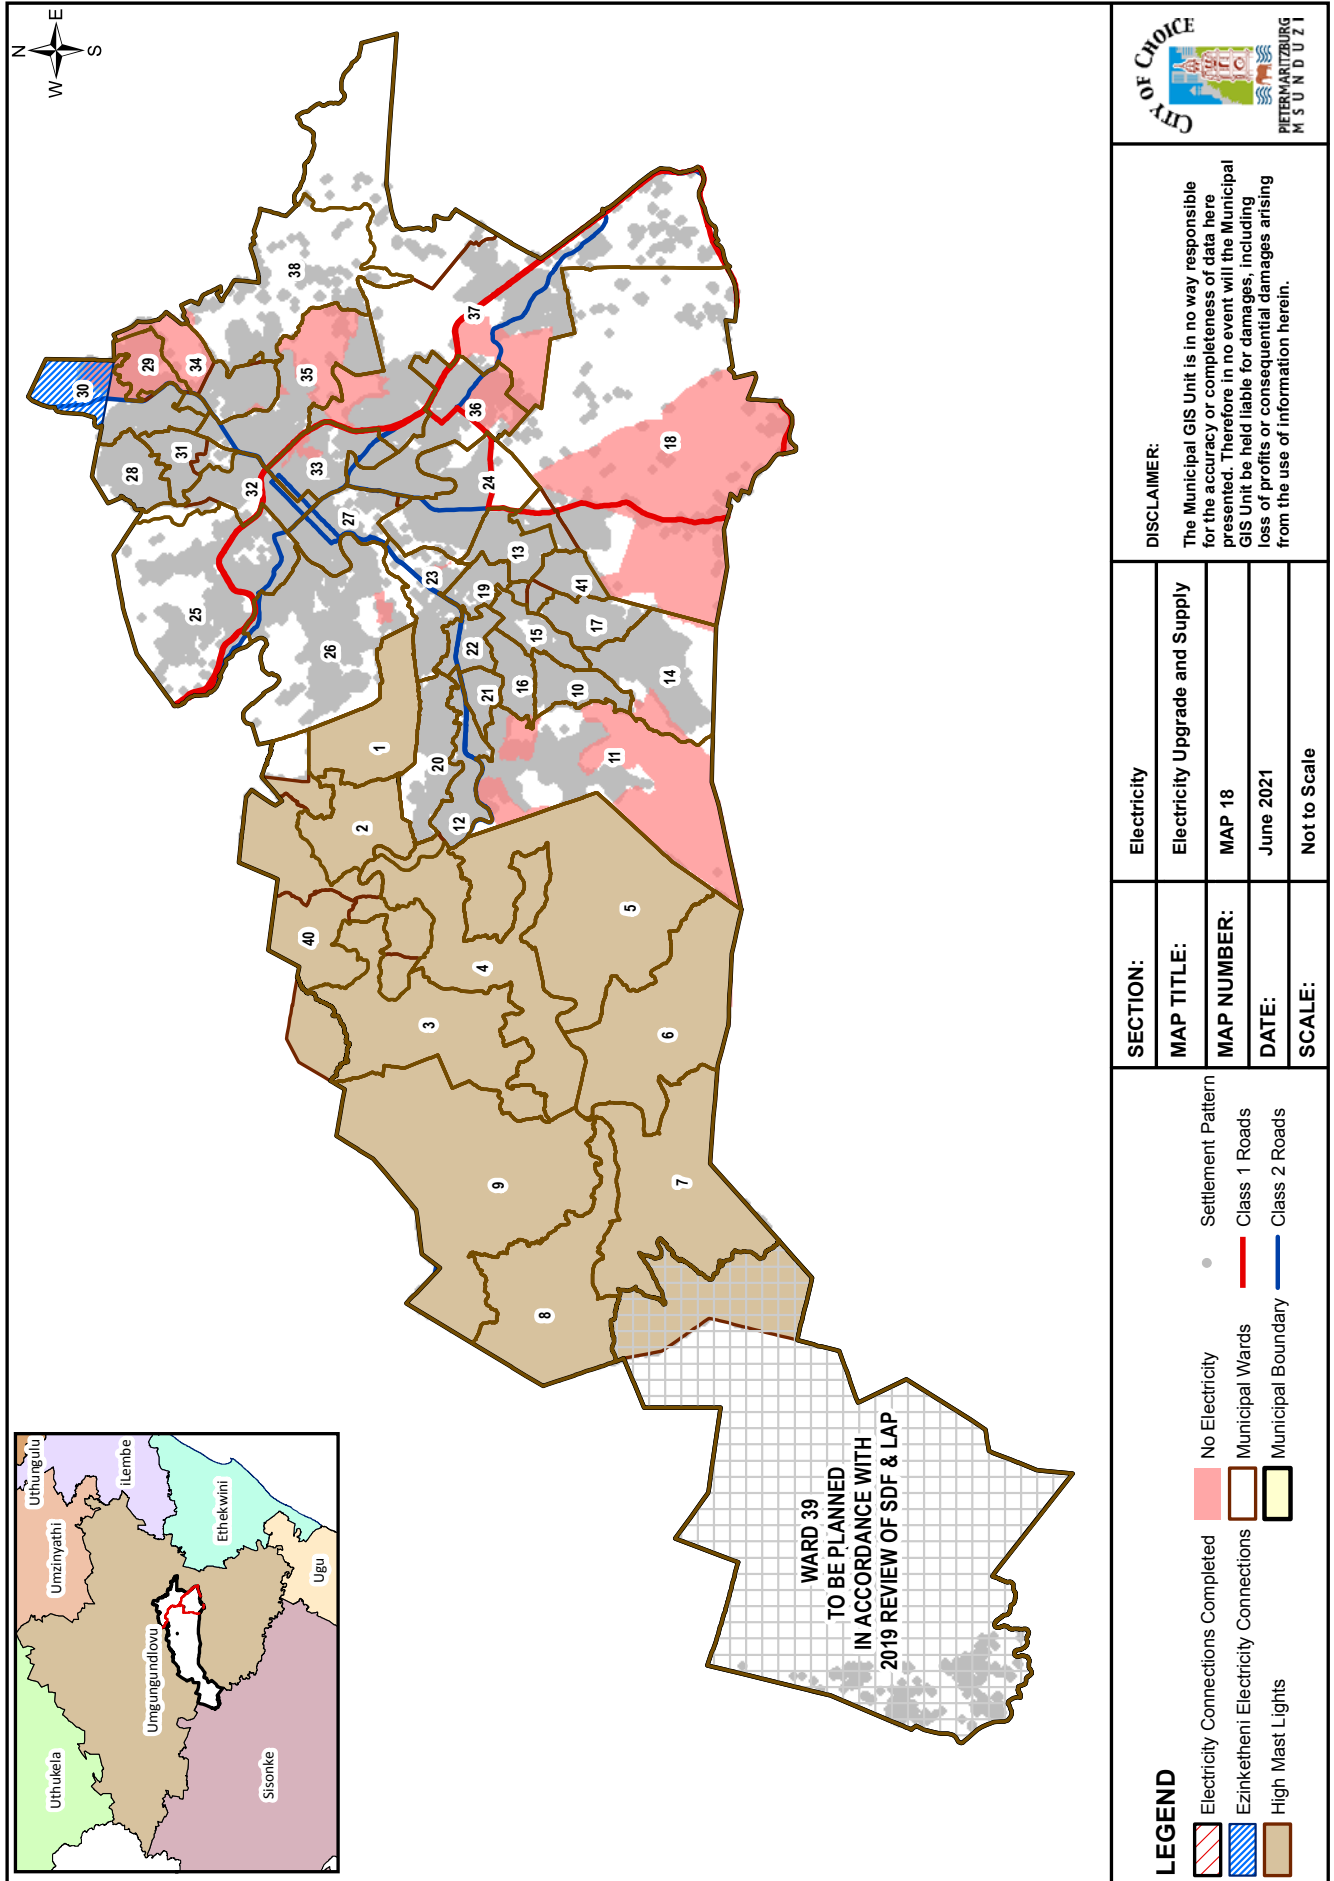 N
W
E
S
Uthukela
Umzinyathi
Uthungulu
iLembe
Umgungundlovu
Ethekwini
Ugu
Sisonke
30
29
34
28
31
38
35
32
33
25
27
26
37
36
24
18
23
13
19
41
22
15
17
21
16
10
14
1
20
12
11
2
40
4
5
3
6
9
7
8
WARD 39
TO BE PLANNED
IN ACCORDANCE WITH
2019 REVIEW OF SDF & LAP
LEGEND
Electricity Connections Completed
Ezinketheni Electricity Connections
High Mast Lights
No Electricity
Municipal Wards
Municipal Boundary
Settlement Pattern
Class 1 Roads
Class 2 Roads
SECTION: Electricity
MAP TITLE: Electricity Upgrade and Supply
MAP NUMBER: MAP 18
DATE: June 2021
SCALE: Not to Scale
DISCLAIMER:
The Municipal GIS Unit is in no way responsible
for the accuracy or completeness of data here
presented. Therefore in no event will the Municipal
GIS Unit be held liable for damages, including
loss of profits or consequential damages arising
from the use of information herein.
CITY OF CHOICE
PIETERMARITZBURG
MSUNDUZI